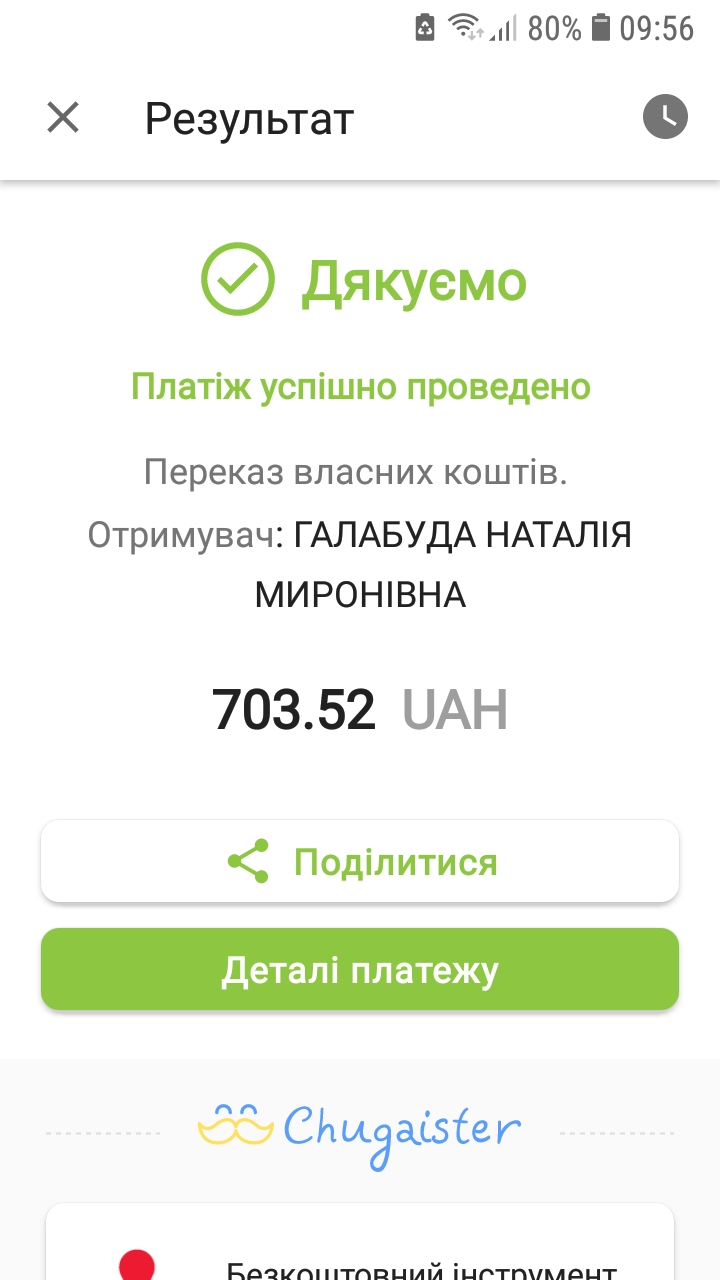 80% 09:56
Результат
Дякуємо
Платіж успішно проведено
Переказ власних коштів.
Отримувач: ГАЛАБУДА НАТАЛІЯ
МИРОНІВНА
703.52 UAH
Поділитися
Деталі платежу
Chugaister
Безкоштовний інструмент